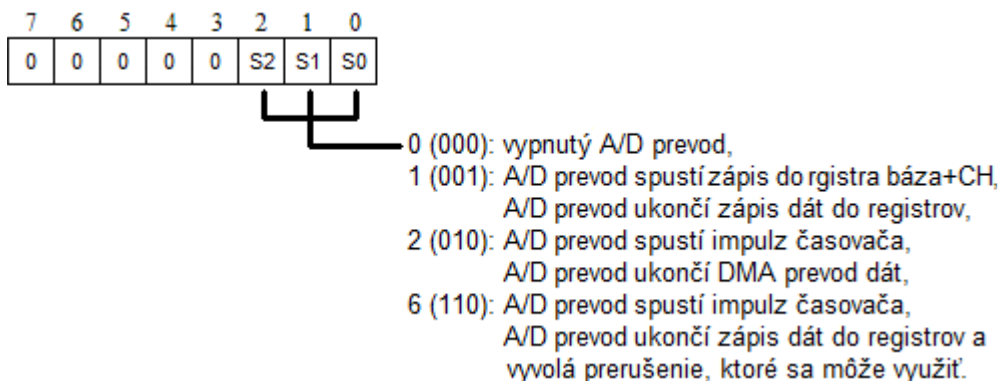 7 6 5 4 3 2 1 0
0 0 0 0 0 S2 S1 S0
0 (000): vypnutý A/D prevod,
1 (001): A/D prevod spustí zápis do rgistra báza+CH,
A/D prevod ukončí zápis dát do registrov,
2 (010): A/D prevod spustí impulz časovača,
A/D prevod ukončí DMA prevod dát,
6 (110): A/D prevod spustí impulz časovača,
A/D prevod ukončí zápis dát do registrov a
vyvolá prerušenie, ktoré sa môže využiť.